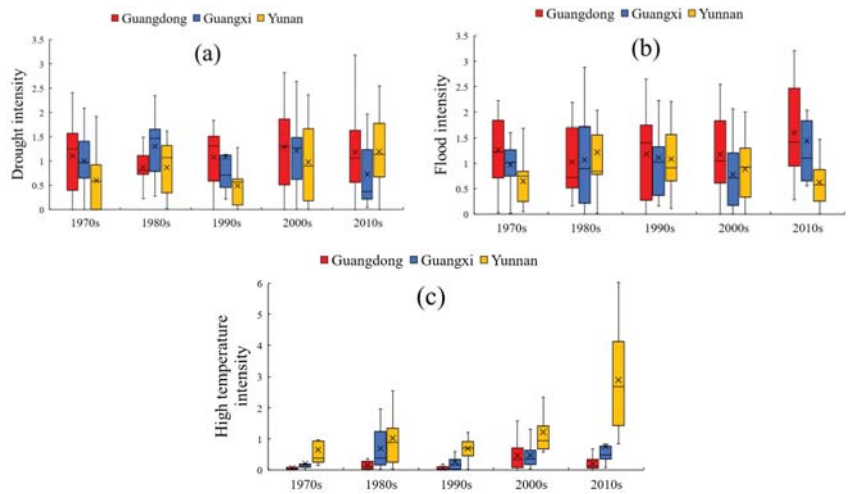 Guangdong Guangxi Yunan
(a)
Drought intensity
3.5
3
2.5
2
1.5
1
0.5
0
1970s 1980s 1990s 2000s 2010s
Guangdong Guangxi Yunnan
(b)
Flood intensity
3.5
3
2.5
2
1.5
1
0.5
0
1970s 1980s 1990s 2000s 2010s
Guangdong Guangxi Yunnan
(c)
High temperature
intensity
6
5
4
3
2
1
0
1970s 1980s 1990s 2000s 2010s